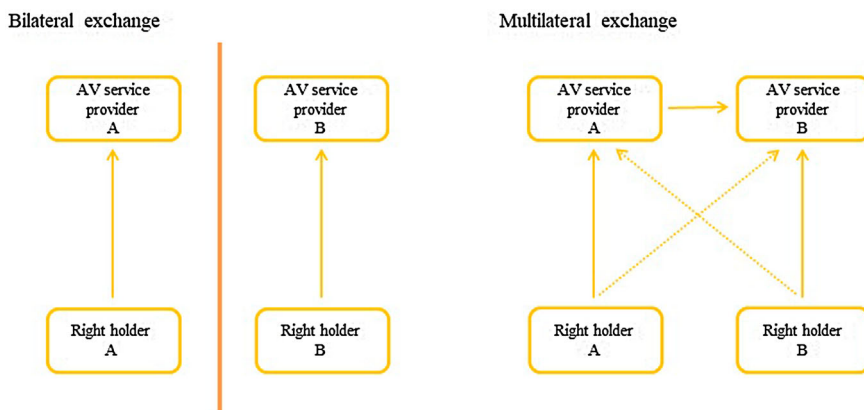 Bilateral exchange
AV service
provider
A
AV service
provider
B
Right holder
A
Right holder
B
Multilateral exchange
AV service
provider
A
AV service
provider
B
Right holder
A
Right holder
B